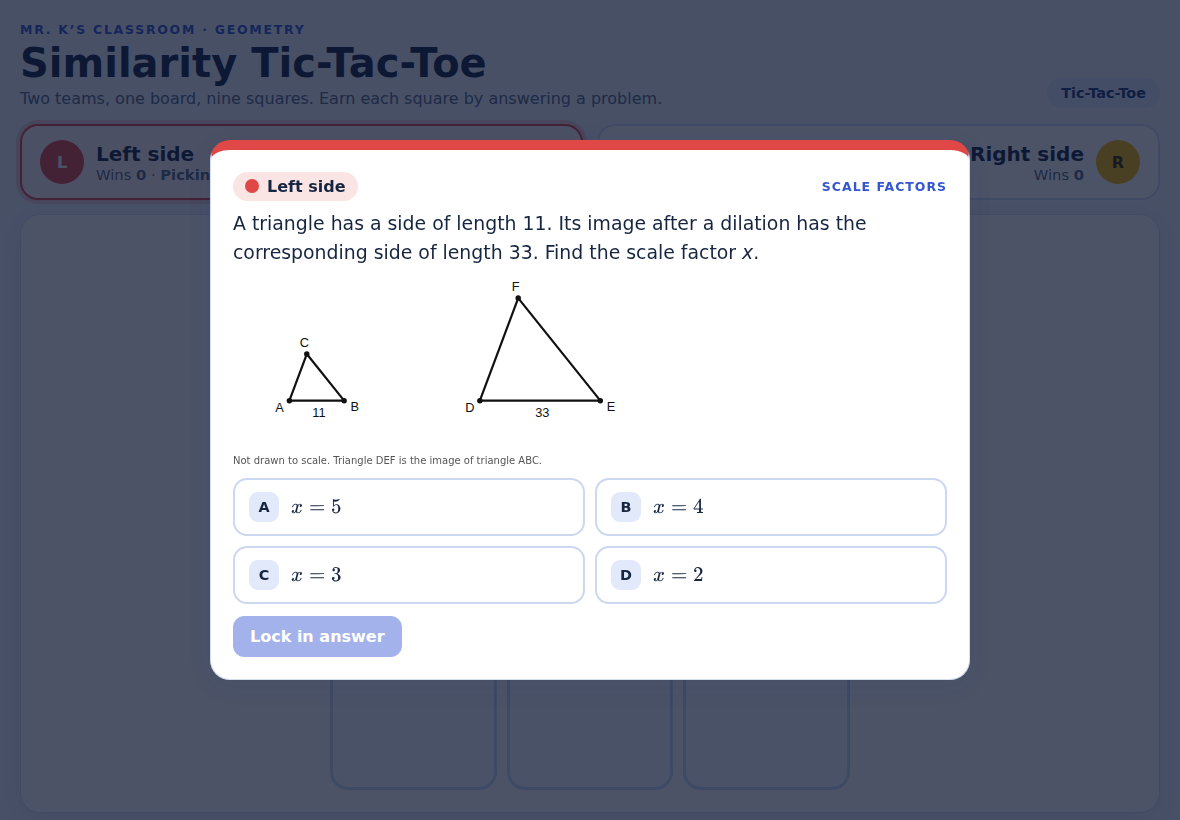 MR. K'S CLASSROOM · GEOMETRY
Similarity Tic-Tac-Toe
Two teams, one board, nine squares. Earn each square by answering a problem.
Tic-Tac-Toe
L
Left side
Wins 0 · Pickin
Right side
Wins 0
R
Left side
SCALE FACTORS
A triangle has a side of length 11. Its image after a dilation has the
corresponding side of length 33. Find the scale factor x.
F
C
A
B
11
D
E
33
Not drawn to scale. Triangle DEF is the image of triangle ABC.
A x = 5
B x = 4
C x = 3
D x = 2
Lock in answer